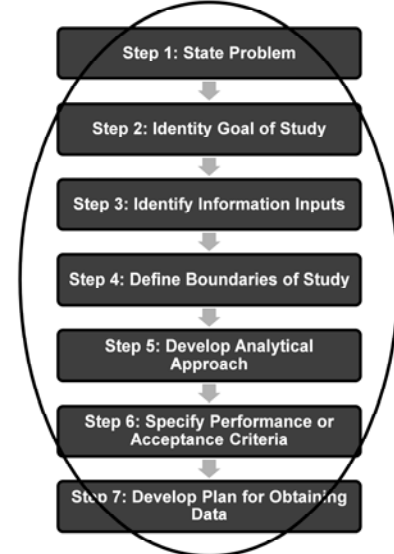 Step 1: State Problem
Step 2: Identity Goal of Study
Step 3: Identify Information Inputs
Step 4: Define Boundaries of Study
Step 5: Develop Analytical
Approach
Step 6: Specify Performance or
Acceptance Criteria
Step 7: Develop Plan for Obtaining
Data